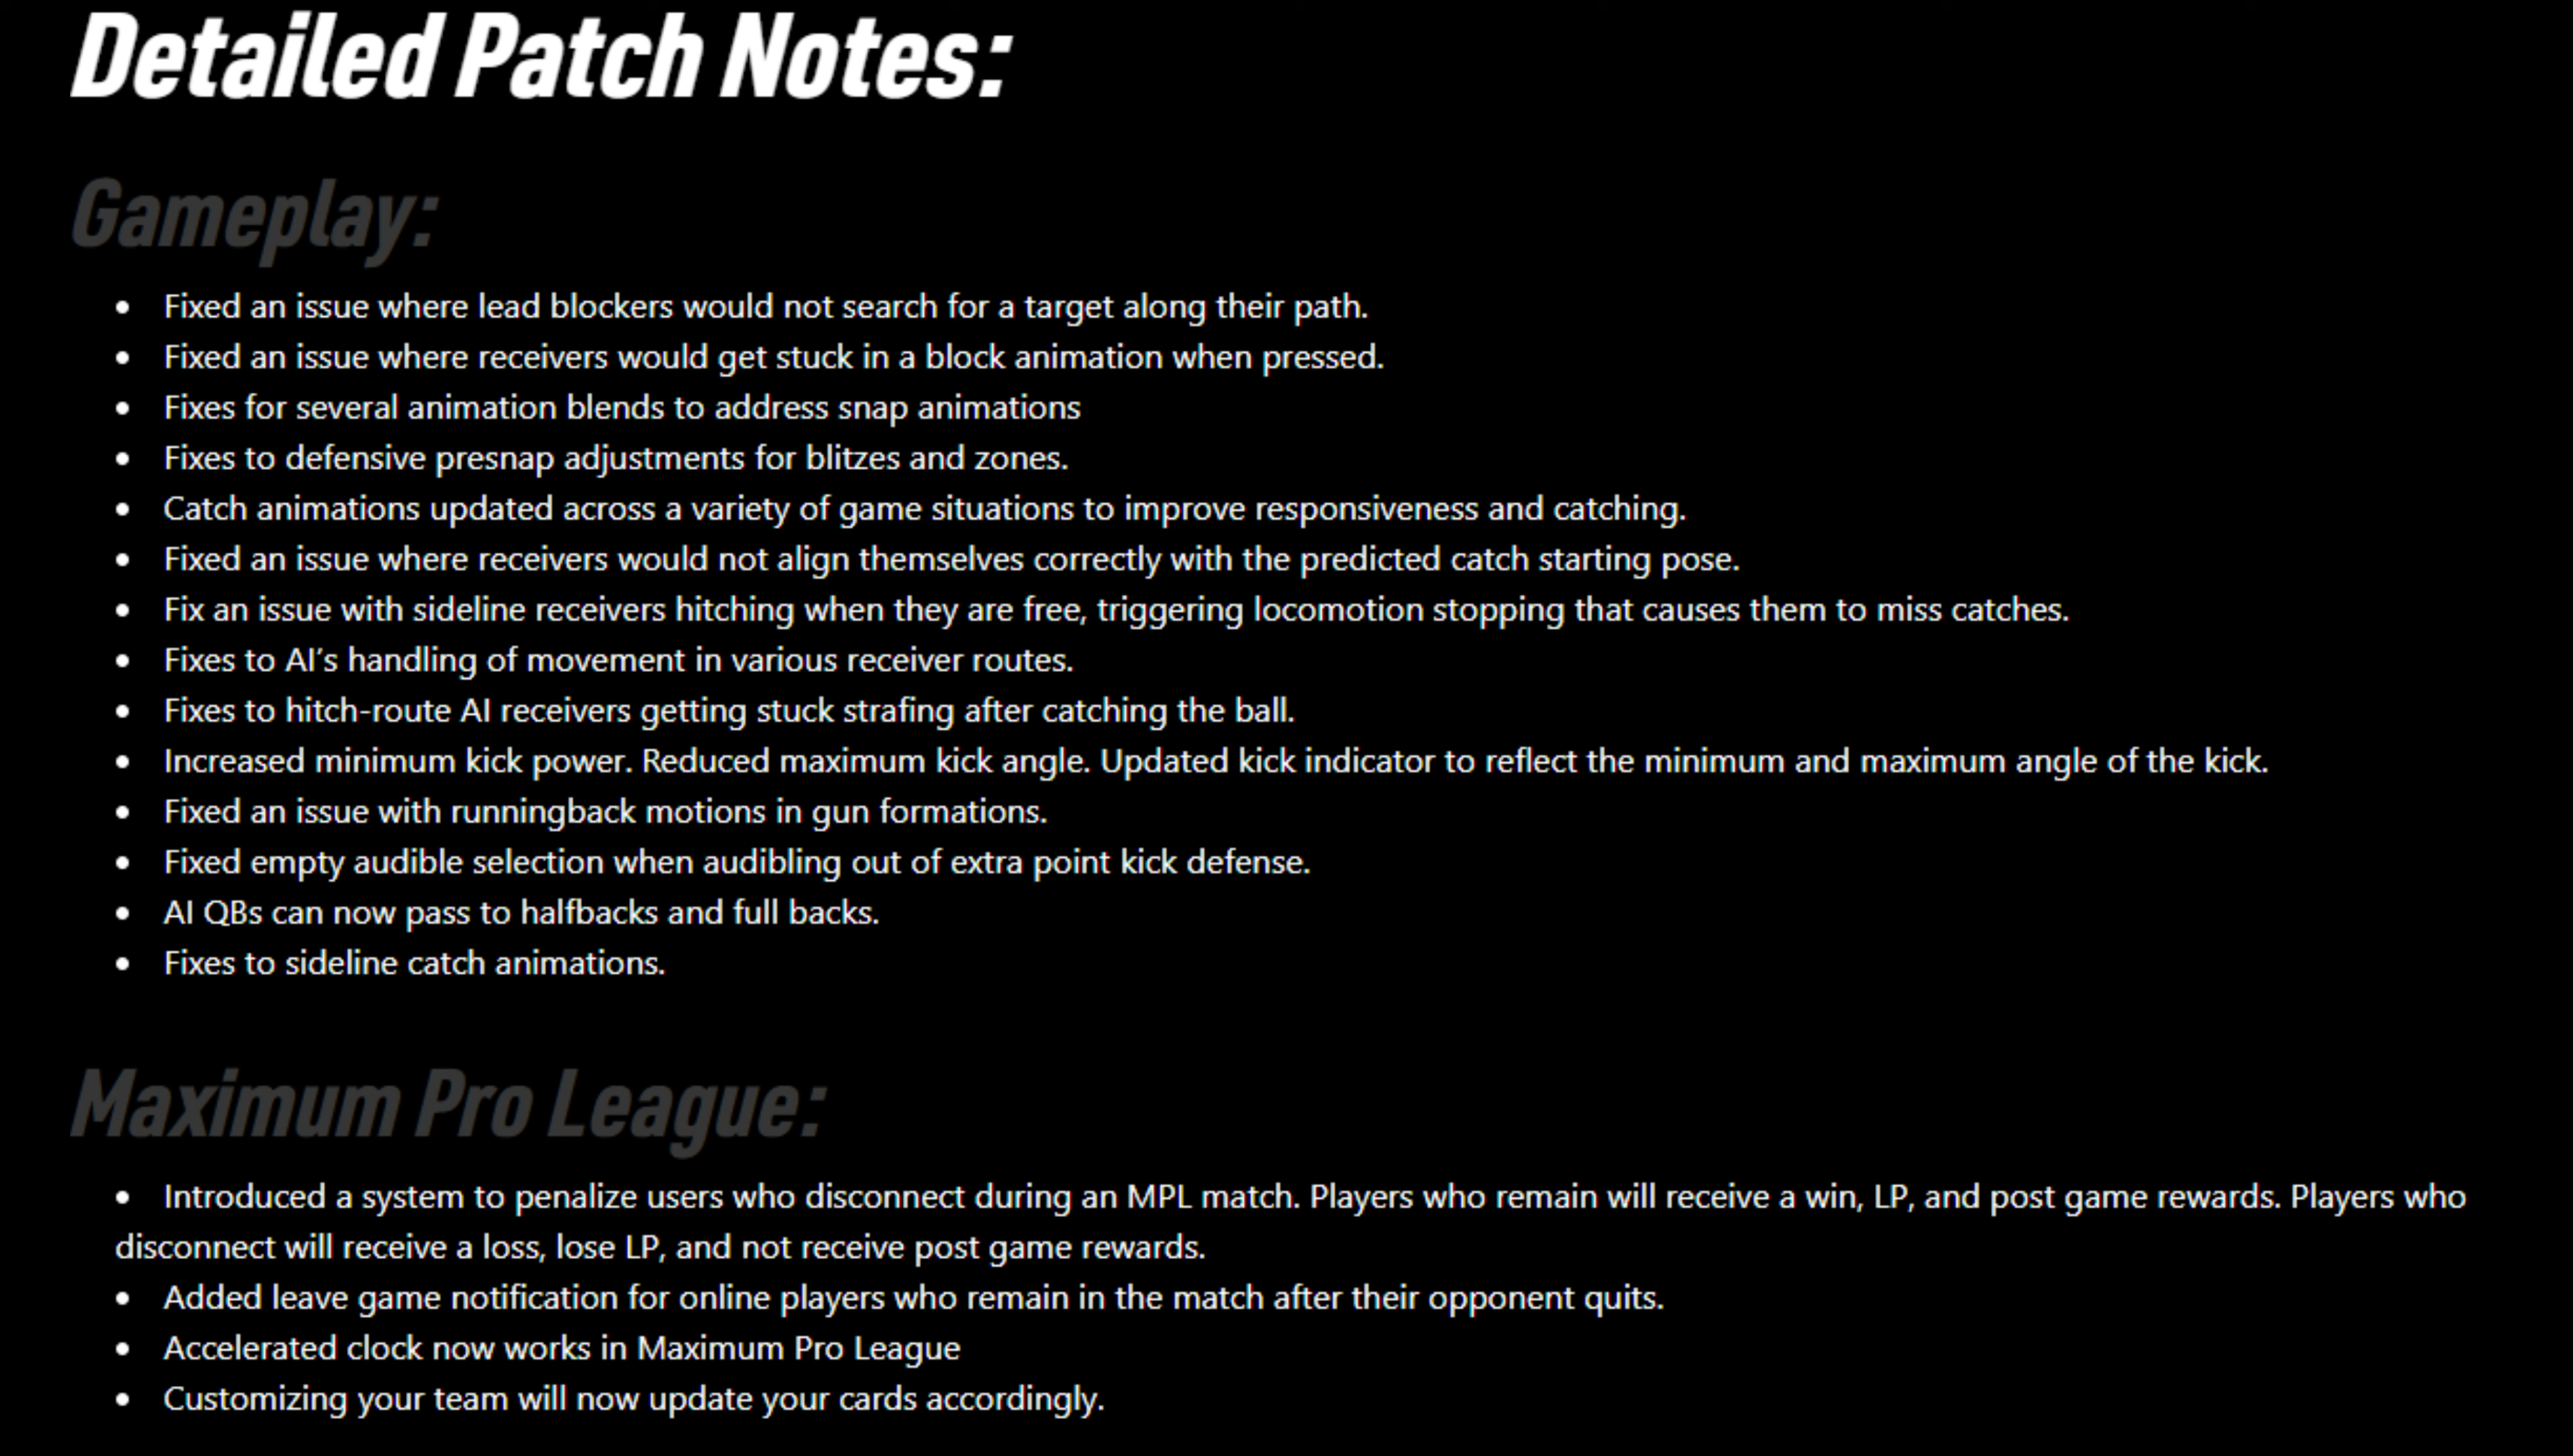 Detailed Patch Notes:
Gameplay:
• Fixed an issue where lead blockers would not search for a target along their path.
• Fixed an issue where receivers would get stuck in a block animation when pressed.
• Fixes for several animation blends to address snap animations
• Fixes to defensive presnap adjustments for blitzes and zones.
• Catch animations updated across a variety of game situations to improve responsiveness and catching.
• Fixed an issue where receivers would not align themselves correctly with the predicted catch starting pose.
• Fix an issue with sideline receivers hitching when they are free, triggering locomotion stopping that causes them to miss catches.
• Fixes to AI’s handling of movement in various receiver routes.
• Fixes to hitch-route AI receivers getting stuck strafing after catching the ball.
• Increased minimum kick power. Reduced maximum kick angle. Updated kick indicator to reflect the minimum and maximum angle of the kick.
• Fixed an issue with runningback motions in gun formations.
• Fixed empty audible selection when audibling out of extra point kick defense.
• AI QBs can now pass to halfbacks and full backs.
• Fixes to sideline catch animations.
Maximum Pro League:
• Introduced a system to penalize users who disconnect during an MPL match. Players who remain will receive a win, LP, and post game rewards. Players who
disconnect will receive a loss, lose LP, and not receive post game rewards.
• Added leave game notification for online players who remain in the match after their opponent quits.
• Accelerated clock now works in Maximum Pro League
• Customizing your team will now update your cards accordingly.